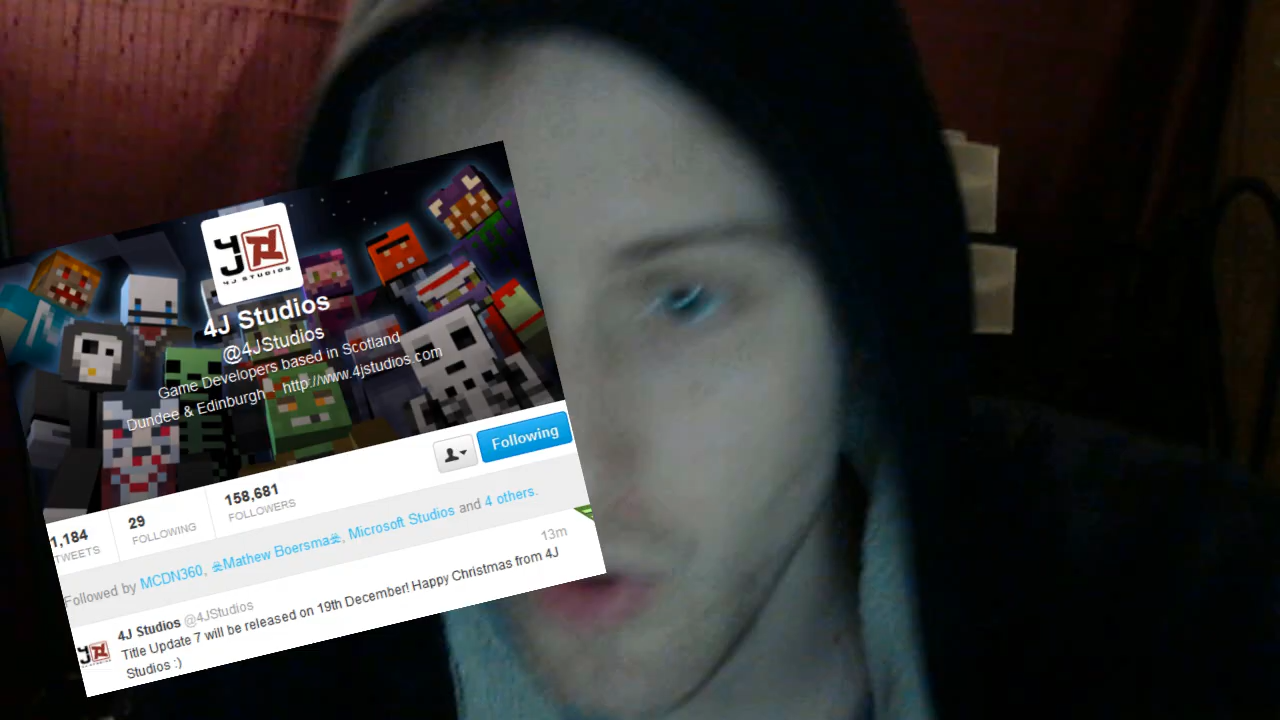 4J STUDIOS
4J Studios
@4JStudios
Game Developers based in Scotland
Dundee & Edinburgh · http://www.4jstudios.com
Following
1,184 TWEETS
29 FOLLOWING
158,681 FOLLOWERS
Followed by MCDN360, ☠Mathew Boersma☠, Microsoft Studios and 4 others.
13m
4J Studios @4JStudios
Title Update 7 will be released on 19th December! Happy Christmas from 4J
Studios :)